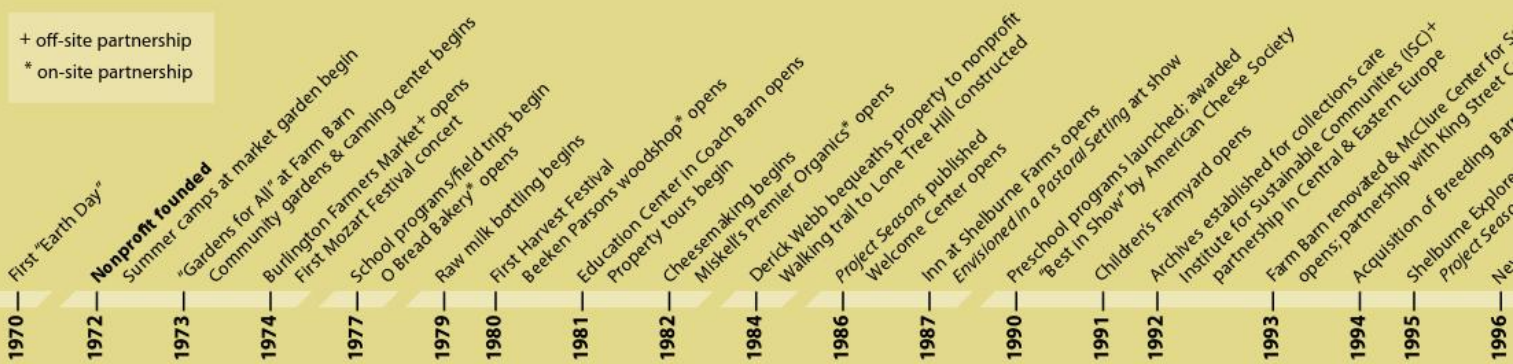 + off-site partnership
* on-site partnership
First "Earth Day"
Nonprofit founded
Summer camps at market garden begin
"Gardens for All" at Farm Barn
Community gardens & canning center begins
Burlington Farmers Market+ opens
First Mozart Festival concert
School programs/field trips begin
O Bread Bakery* opens
Raw milk bottling begins
First Harvest Festival
Beeken Parsons woodshop* opens
Education Center in Coach Barn opens
Property tours begin
Cheesemaking begins
Miskell's Premier Organics* opens
Derick Webb bequeaths property to nonprofit
Walking trail to Lone Tree Hill constructed
Project Seasons published
Welcome Center opens
Inn at Shelburne Farms opens
Envisioned in a Pastoral Setting art show
Preschool programs launched; awarded
"Best in Show" by American Cheese Society
Children's Farmyard opens
Archives established for collections care
Institute for Sustainable Communities (ISC)+
partnership in Central & Eastern Europe
Farm Barn renovated & McClure Center for
opens; partnership with King Street
Acquisition of Breeding
Shelburne
Project
1970
1972
1973
1974
1977
1979
1980
1981
1982
1984
1986
1987
1990
1991
1992
1993
1994
1995
1996